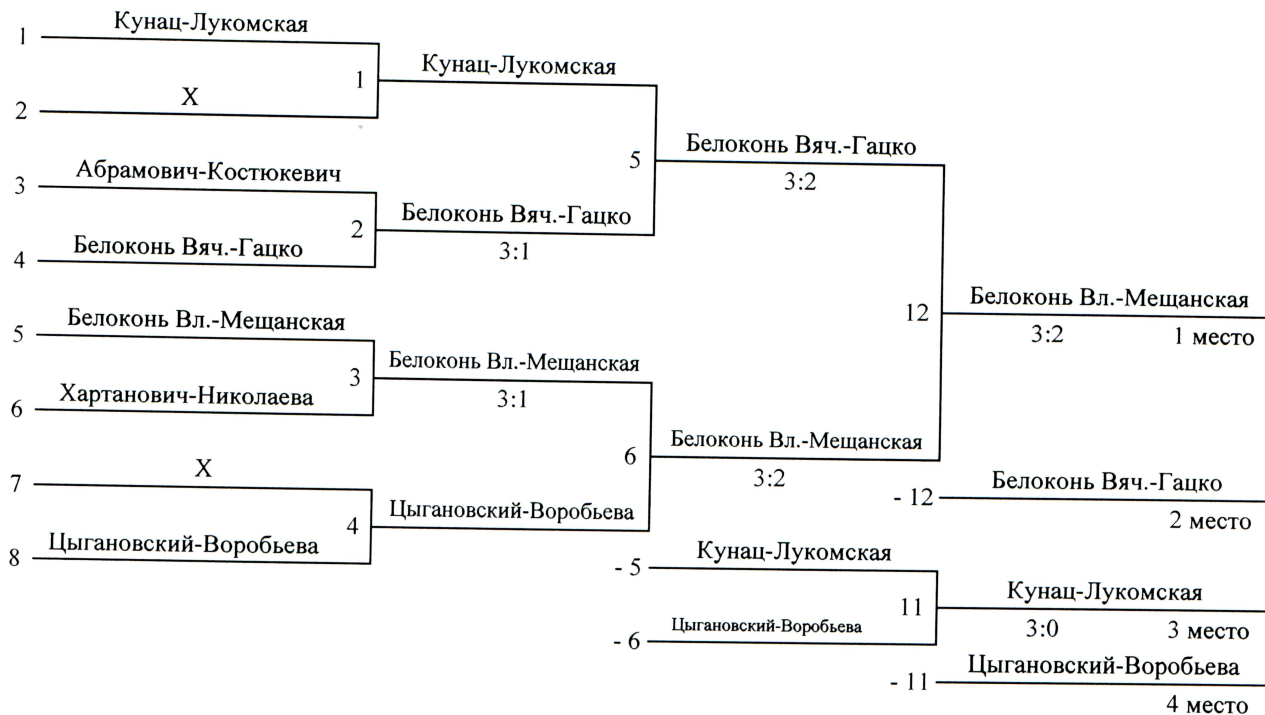 Кунац-Лукомская
1
1
Кунац-Лукомская
X
2
5
Белоконь Вяч.-Гацко
3:2
Абрамович-Костюкевич
3
2
Белоконь Вяч.-Гацко
3:1
Белоконь Вяч.-Гацко
4
12
Белоконь Вл.-Мещанская
3:2
1 место
Белоконь Вл.-Мещанская
5
3
Белоконь Вл.-Мещанская
3:1
Хартанович-Николаева
6
6
Белоконь Вл.-Мещанская
3:2
X
7
4
Цыгановский-Воробьева
Цыгановский-Воробьева
8
- 12
Белоконь Вяч.-Гацко
2 место
- 5
Кунац-Лукомская
11
Кунац-Лукомская
3:0
3 место
- 6
Цыгановский-Воробьева
- 11
Цыгановский-Воробьева
4 место